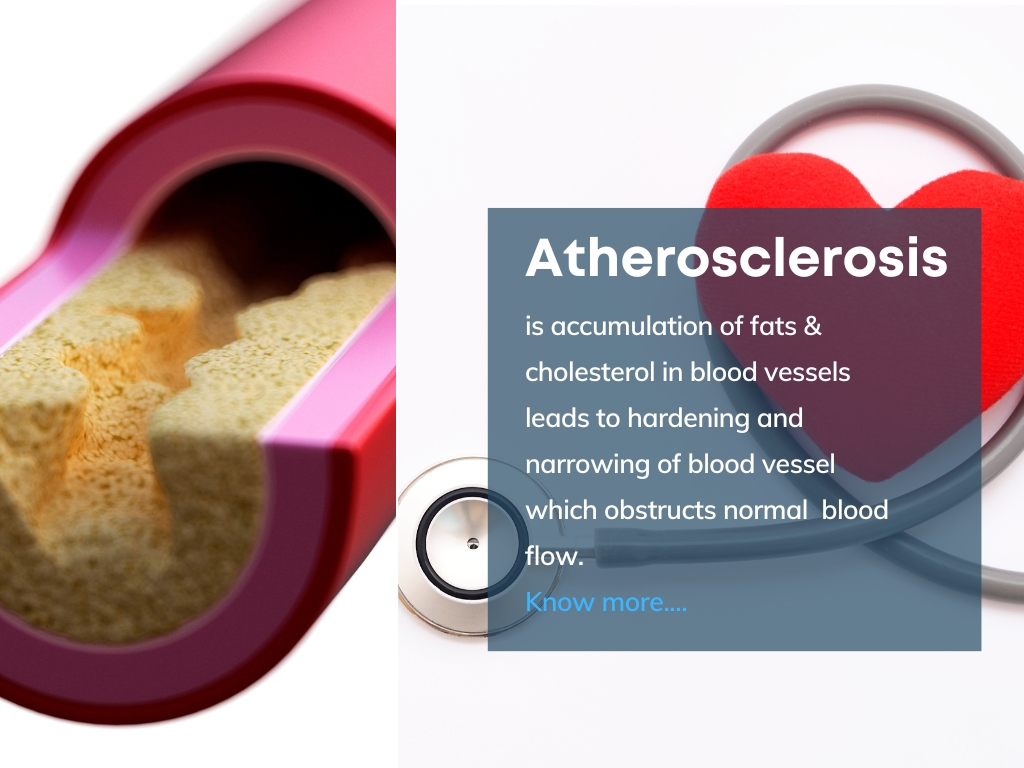 Atherosclerosis
is accumulation of fats &
cholesterol in blood vessels
leads to hardening and
narrowing of blood vessel
which obstructs normal  blood
flow.
Know more....